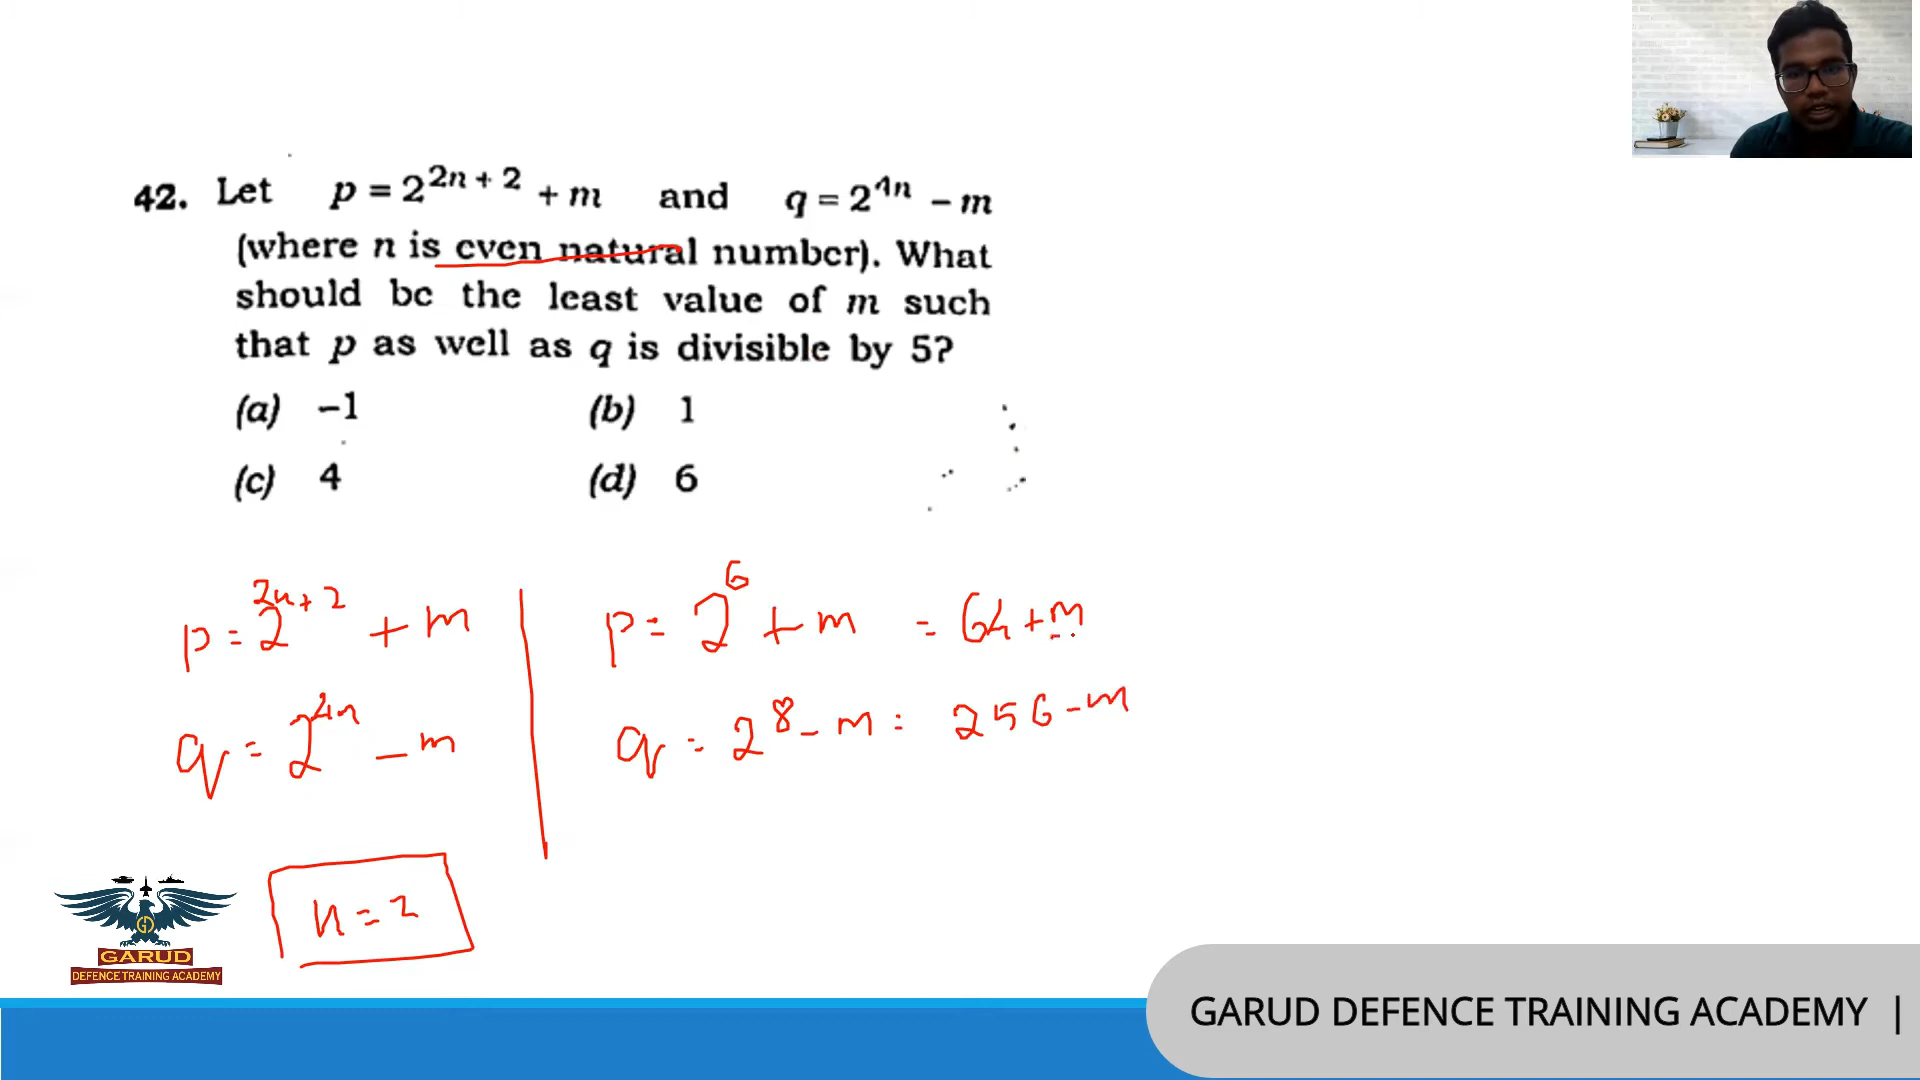 42. Let p = 2^{2n + 2} + m and q = 2^{4n} − m
(where n is even natural number). What
should be the least value of m such
that p as well as q is divisible by 5?
(a) −1 (b) 1
(c) 4 (d) 6
p = 2^{2n+2} + m
q = 2^{4n} − m
n = 2
p = 2^6 + m = 64 + m
q = 2^8 − m = 256 − m
GD
GARUD
DEFENCE TRAINING ACADEMY
GARUD DEFENCE TRAINING ACADEMY |